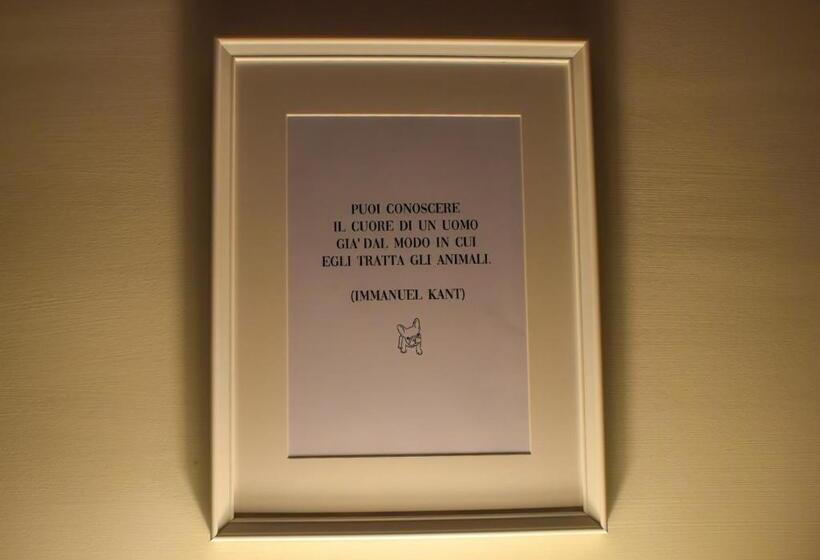 PUOI CONOSCERE
IL CUORE DI UN UOMO
GIA' DAL MODO IN CUI
EGLI TRATTA GLI ANIMALI.
(IMMANUEL KANT)